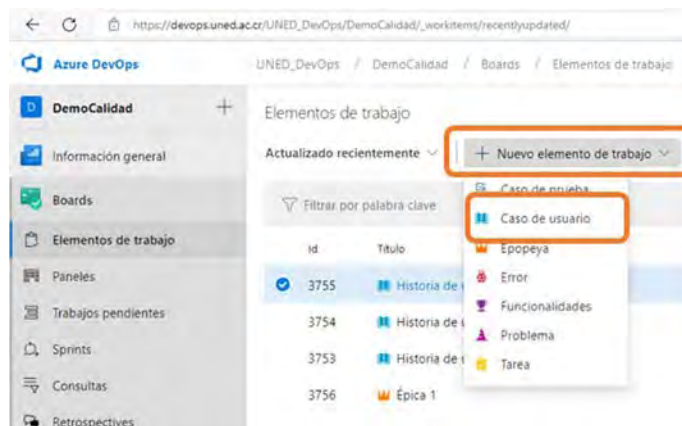 https://devops.uned.ac.cr/UNED_DevOps/DemoCalidad/_workitems/recentlyupdated/
Azure DevOps
UNED_DevOps / DemoCalidad / Boards / Elementos de trabajo
D DemoCalidad
Elementos de trabajo
Información general
Actualizado recientemente
Nuevo elemento de trabajo
Caso de prueba
Boards
Filtrar por palabra clave
Caso de usuario
Elementos de trabajo
Id Título
Epopeya
Paneles
3755 Historia de
Error
Trabajos pendientes
3754 Historia de
Funcionalidades
Sprints
3753 Historia de
Problema
Tarea
Consultas
3756 Épica 1
Retrospectives